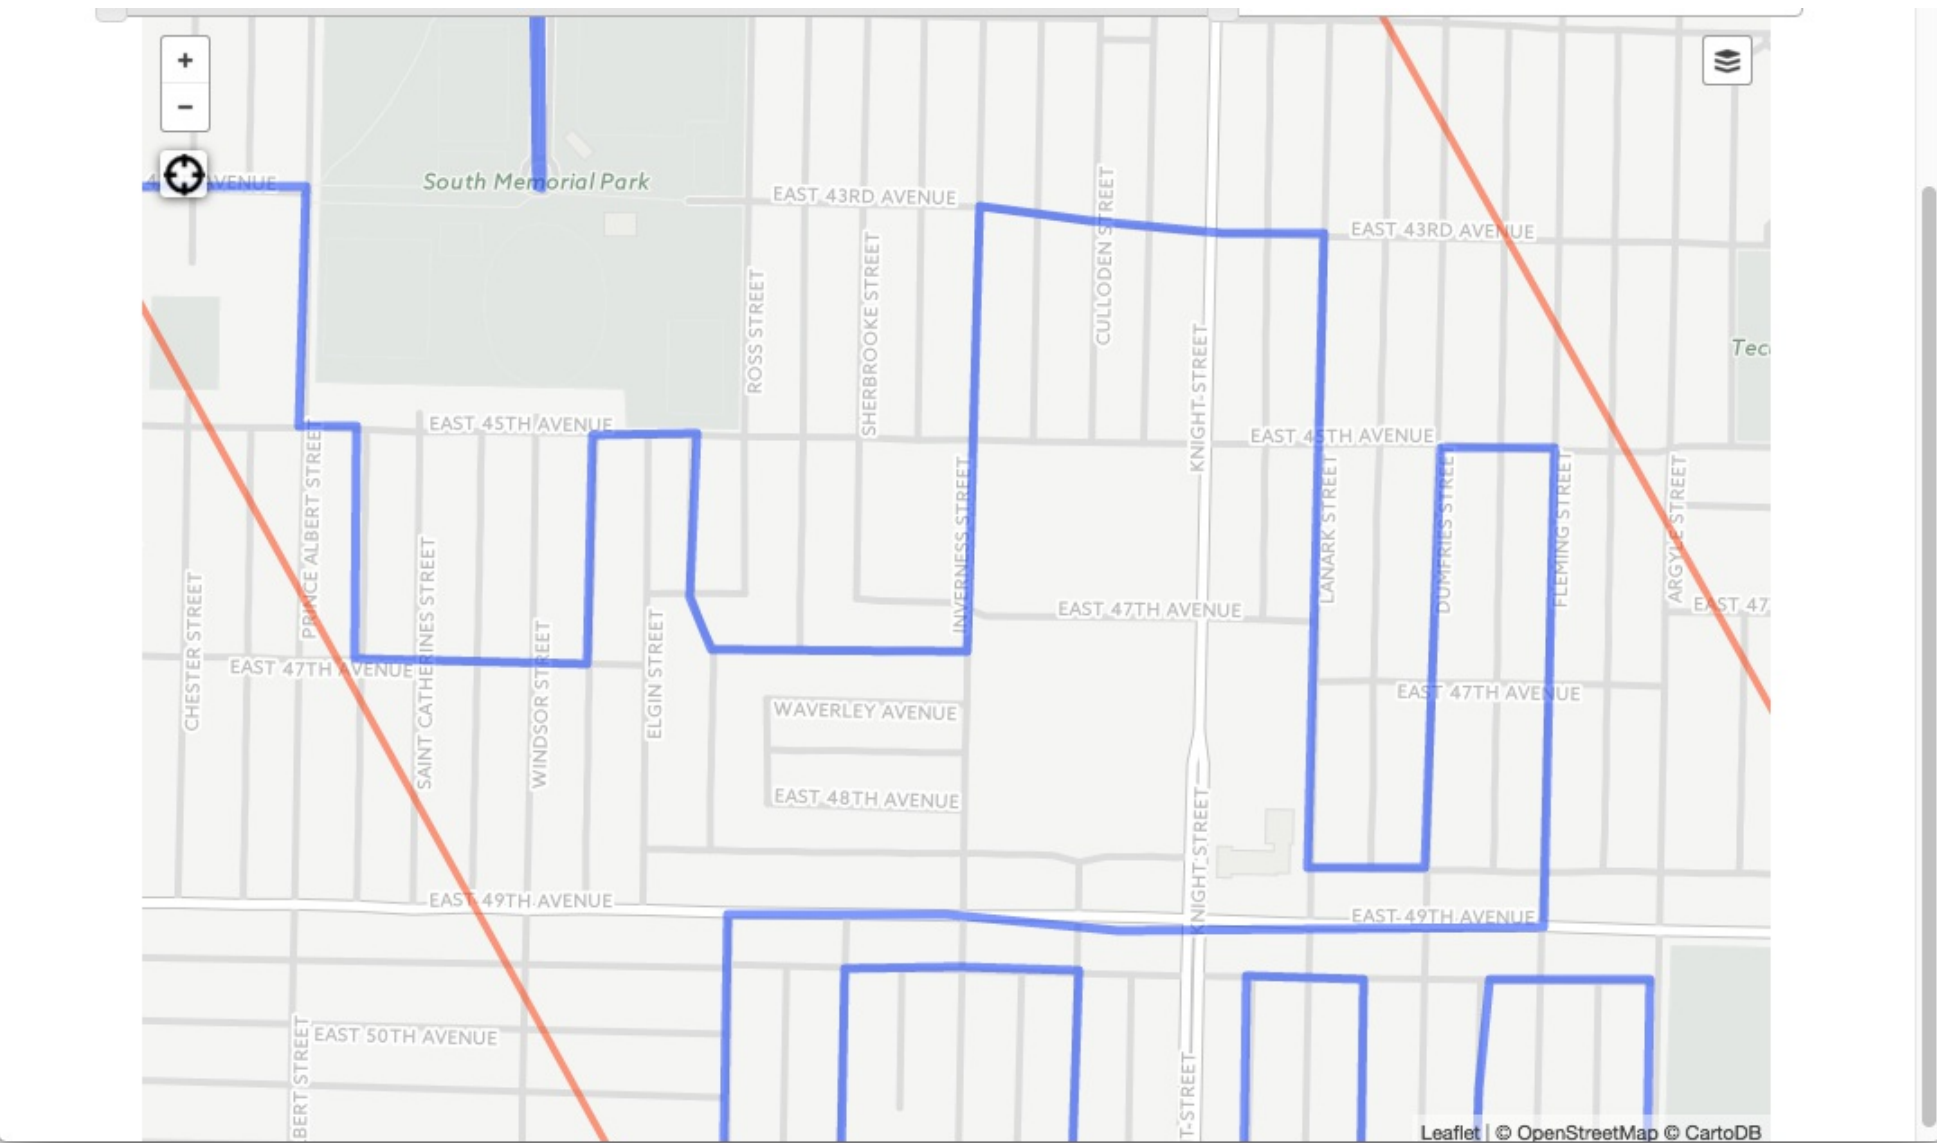 +
−
AVENUE
South Memorial Park
EAST 43RD AVENUE
CULLODEN STREET
EAST 43RD AVENUE
ROSS STREET
SHERBROOKE STREET
KNIGHT STREET
EAST 45TH AVENUE
EAST 45TH AVENUE
PRINCE ALBERT STREET
INVERNESS STREET
LANARK STREET
DUMFRIES STREET
FLEMING STREET
ARGYLE STREET
CHESTER STREET
SAINT CATHERINES STREET
WINDSOR STREET
ELGIN STREET
EAST 47TH AVENUE
EAST 47
EAST 47TH AVENUE
EAST 47TH AVENUE
WAVERLEY AVENUE
EAST 48TH AVENUE
KNIGHT STREET
EAST 49TH AVENUE
EAST 49TH AVENUE
EAST 50TH AVENUE
BERT STREET
T STREET
Leaflet | © OpenStreetMap © CartoDB